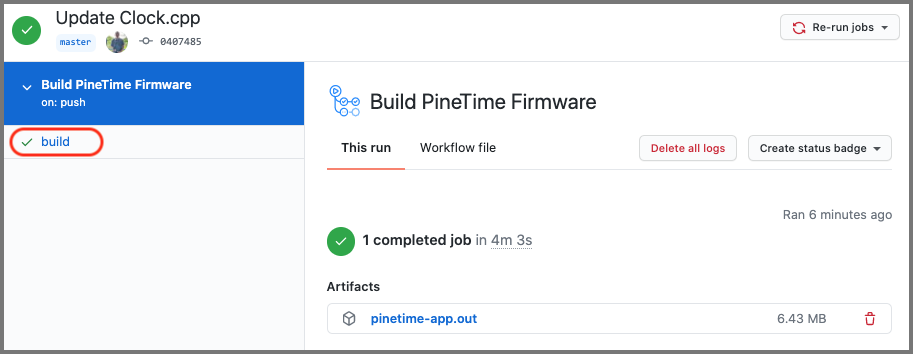 Update Clock.cpp
master 0407485
Re-run jobs
Build PineTime Firmware
on: push
build
Build PineTime Firmware
This run Workflow file Delete all logs Create status badge
Ran 6 minutes ago
1 completed job in 4m 3s
Artifacts
pinetime-app.out 6.43 MB